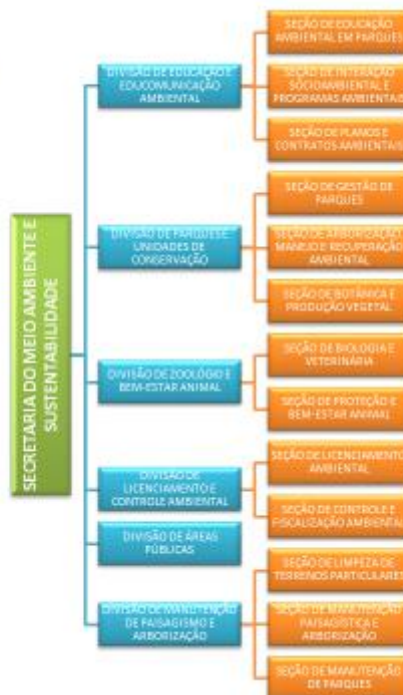 SECRETARIA DO MEIO AMBIENTE E
SUSTENTABILIDADE
DIVISÃO DE EDUCAÇÃO E
EDUCOMUNICAÇÃO
AMBIENTAL
SEÇÃO DE EDUCAÇÃO
AMBIENTAL EM PARQUES
SEÇÃO DE INTERAÇÃO
SÓCIOAMBIENTAL E
PROGRAMAS AMBIENTAIS
SEÇÃO DE PLANOS E
CONTRATOS AMBIENTAIS
DIVISÃO DE PARQUES E
UNIDADES DE
CONSERVAÇÃO
SEÇÃO DE GESTÃO DE
PARQUES
SEÇÃO DE ARBORIZAÇÃO
MANEJO E RECUPERAÇÃO
AMBIENTAL
SEÇÃO DE BOTÂNICA E
PRODUÇÃO VEGETAL
DIVISÃO DE ZOOLÓGIO E
BEM-ESTAR ANIMAL
SEÇÃO DE BIOLOGIA E
VETERINÁRIA
SEÇÃO DE PROTEÇÃO E
BEM-ESTAR ANIMAL
DIVISÃO DE
LICENCIAMENTO E
CONTROLE AMBIENTAL
SEÇÃO DE LICENCIAMENTO
AMBIENTAL
SEÇÃO DE CONTROLE E
FISCALIZAÇÃO AMBIENTAL
DIVISÃO DE ÁREAS
PÚBLICAS
DIVISÃO DE MANUTENÇÃO
DE PAISAGISMO E
ARBORIZAÇÃO
SEÇÃO DE LIMPEZA DE
TERRENOS PARTICULARES
SEÇÃO DE MANUTENÇÃO
PAISAGÍSTICA E
ARBORIZAÇÃO
SEÇÃO DE MANUTENÇÃO
DE PARQUES